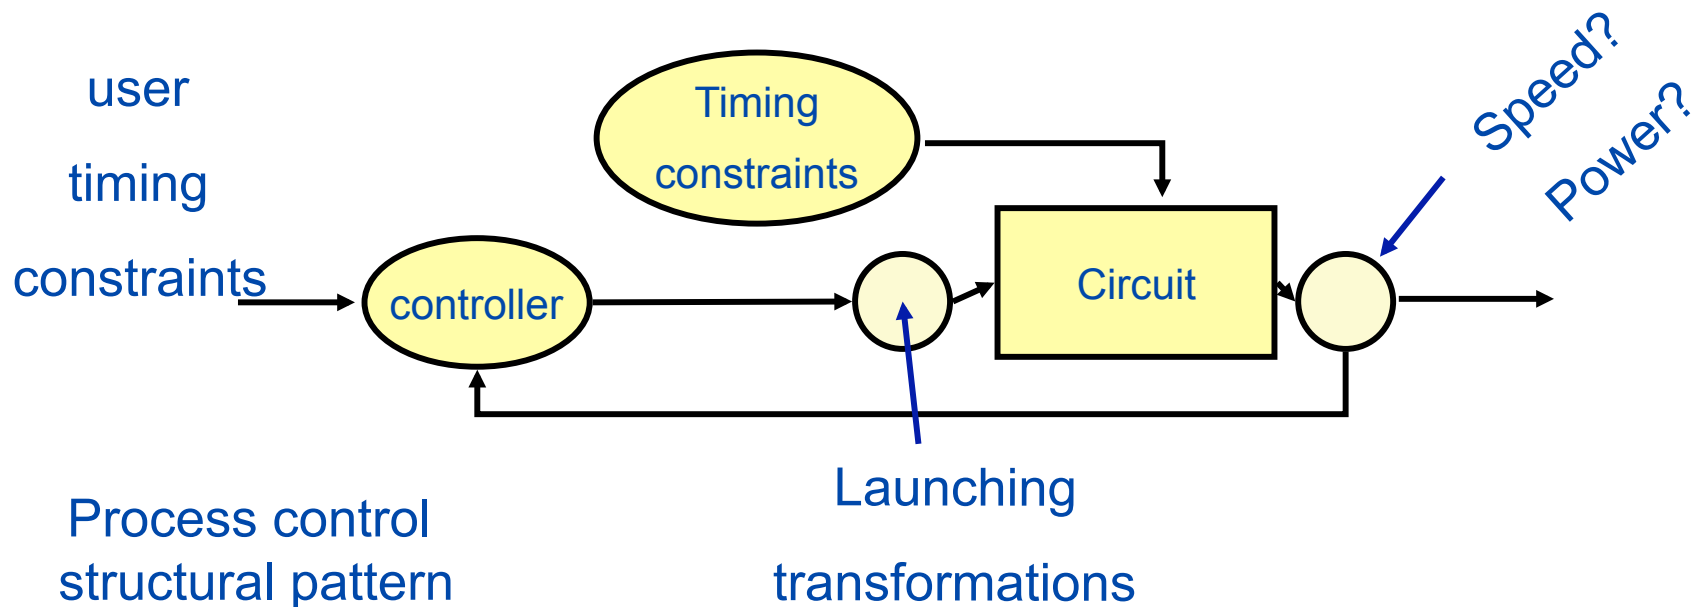 user
timing
constraints
Timing
constraints
controller
Circuit
Speed?
Power?
Launching
transformations
Process control
structural pattern